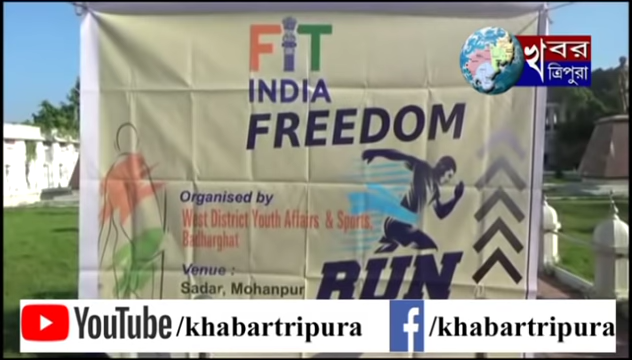 খবর
ত্রিপুরা
FIT
INDIA
FREEDOM
RUN
Organised by
West District Youth Affairs & Sports,
Badharghat
Venue :
Sadar, Mohanpur
YouTube /khabartripura
f /khabartripura